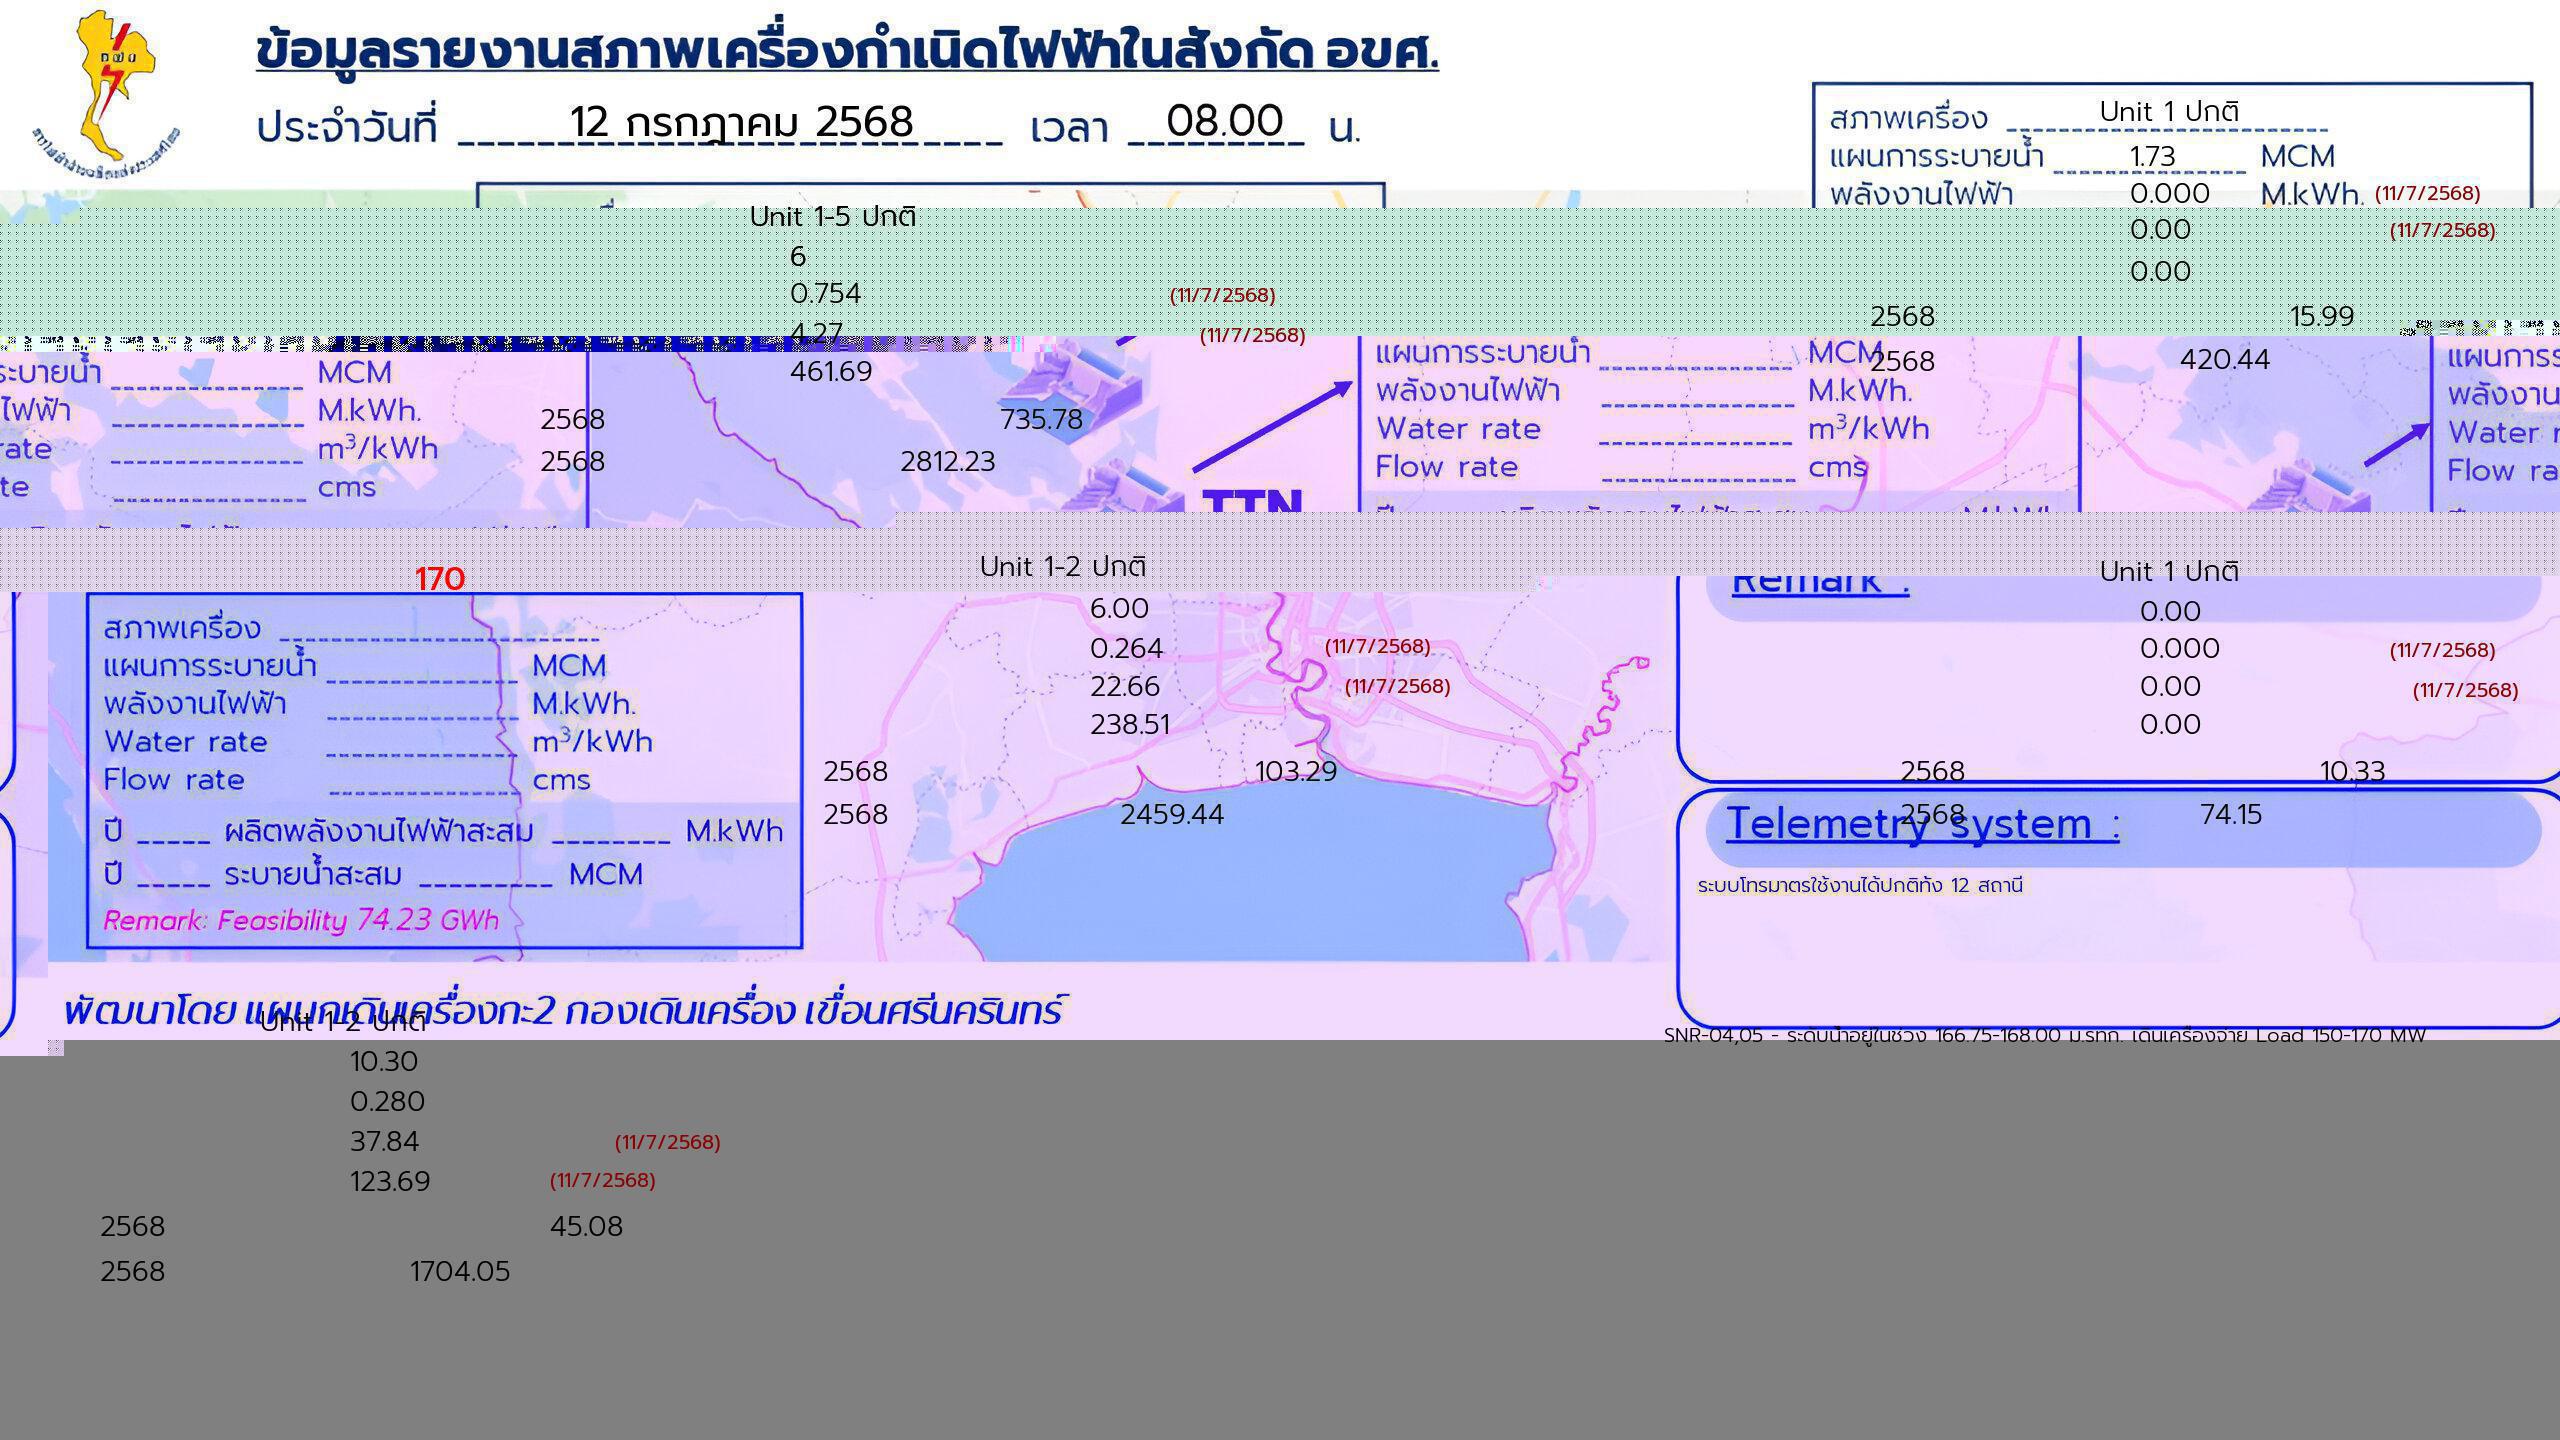 ข้อมูลรายงานสภาพเครื่องกำเนิดไฟฟ้าในสังกัด อขศ.
ประจำวันที่ 12 กรกฎาคม 2568 เวลา 08.00 น.
สภาพเครื่อง Unit 1 ปกติ
แผนการระบายน้ำ 1.73 MCM
พลังงานไฟฟ้า 0.000 M.kWh. (11/7/2568)
0.00 (11/7/2568)
0.00
2568 15.99
2568 420.44
Unit 1-5 ปกติ
6
0.754 (11/7/2568)
4.27 (11/7/2568)
461.69
2568 735.78
2568 2812.23
ระบายน้ำ MCM
ไฟฟ้า M.kWh.
rate m³/kWh
te cms
แผนการระบายน้ำ MCM
พลังงานไฟฟ้า M.kWh.
Water rate m³/kWh
Flow rate cms
TTN
Water
Flow
170
สภาพเครื่อง
แผนการระบายน้ำ MCM
พลังงานไฟฟ้า M.kWh.
Water rate m³/kWh
Flow rate cms
ปี ผลิตพลังงานไฟฟ้าสะสม M.kWh
ปี ระบายน้ำสะสม MCM
Remark: Feasibility 74.23 GWh
Unit 1-2 ปกติ
6.00
0.264 (11/7/2568)
22.66 (11/7/2568)
238.51
2568 103.29
2568 2459.44
Remark :
Unit 1 ปกติ
0.00
0.000 (11/7/2568)
0.00 (11/7/2568)
0.00
2568 10.33
2568 74.15
Telemetry system :
ระบบโทรมาตรใช้งานได้ปกติทั้ง 12 สถานี
พัฒนาโดย แผนกเดินเครื่องกะ2 กองเดินเครื่อง เขื่อนศรีนครินทร์
SNR-04,05 - ระดับน้ำอยู่ในช่วง 166.75-168.00 ม.รทก. เดินเครื่องจ่าย Load 150-170 MW
Unit 1-2 ปกติ
10.30
0.280
37.84 (11/7/2568)
123.69 (11/7/2568)
2568 45.08
2568 1704.05